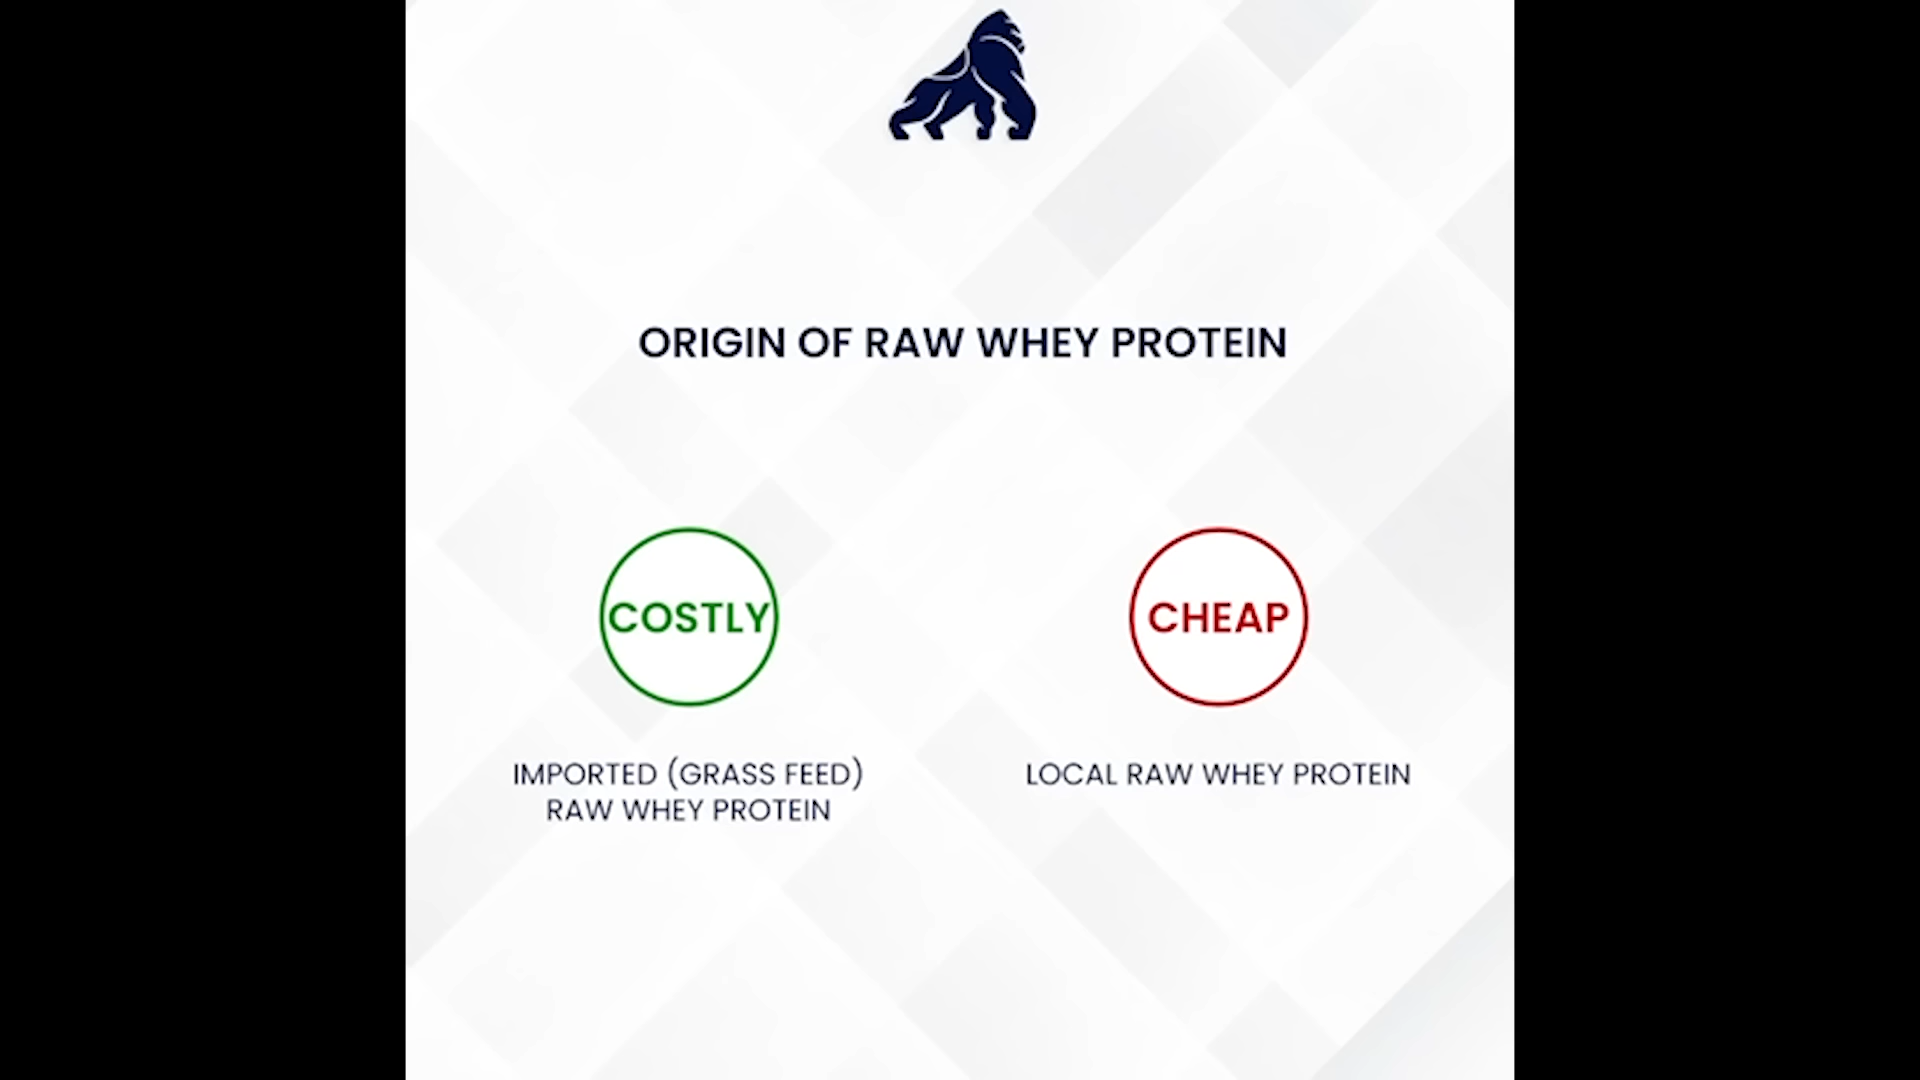 ORIGIN OF RAW WHEY PROTEIN
COSTLY
CHEAP
IMPORTED (GRASS FEED)
RAW WHEY PROTEIN
LOCAL RAW WHEY PROTEIN